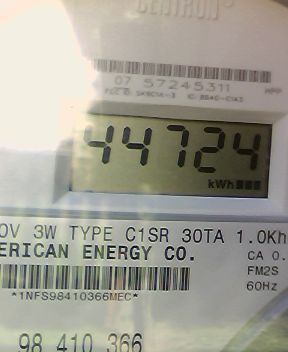 CENTRON
07 57245311
HPP
44724
kWh
0V 3W TYPE C1SR 30TA 1.0Kh
ERICAN ENERGY CO.
CA 0.
FM2S
60Hz
*1NFS98410366MEC*
98 410 366